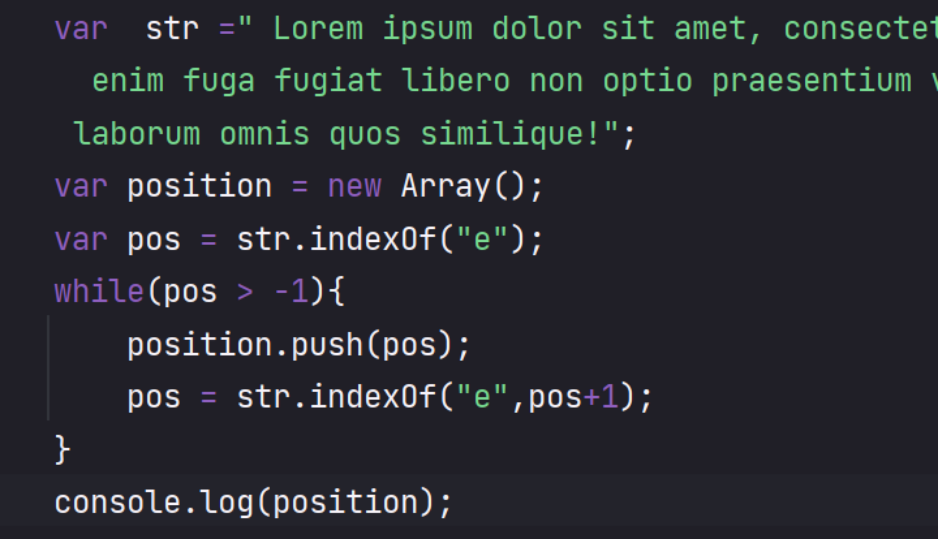 var  str =" Lorem ipsum dolor sit amet, consectet
enim fuga fugiat libero non optio praesentium
laborum omnis quos similique!";
var position = new Array();
var pos = str.indexOf("e");
while(pos > -1){
position.push(pos);
pos = str.indexOf("e",pos+1);
}
console.log(position);